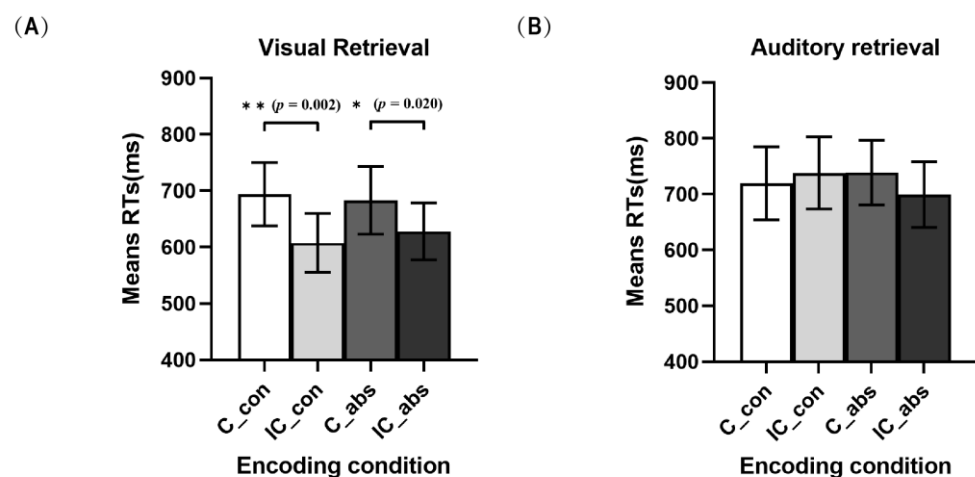 (A)
Visual Retrieval
Means RTs(ms)
900
800
700
600
500
400
** (p = 0.002)
* (p = 0.020)
C_con
IC_con
C_abs
IC_abs
Encoding condition
(B)
Auditory retrieval
Means RTs(ms)
900
800
700
600
500
400
C_con
IC_con
C_abs
IC_abs
Encoding condition